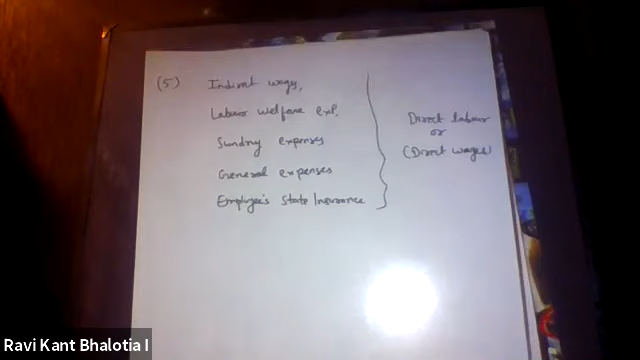 (5) Indirect wages,
Labour welfare exp.
Sundry expenses
General expenses
Employee's State Insurance
Direct labour
or
(Direct wages)
Ravi Kant Bhalotia I